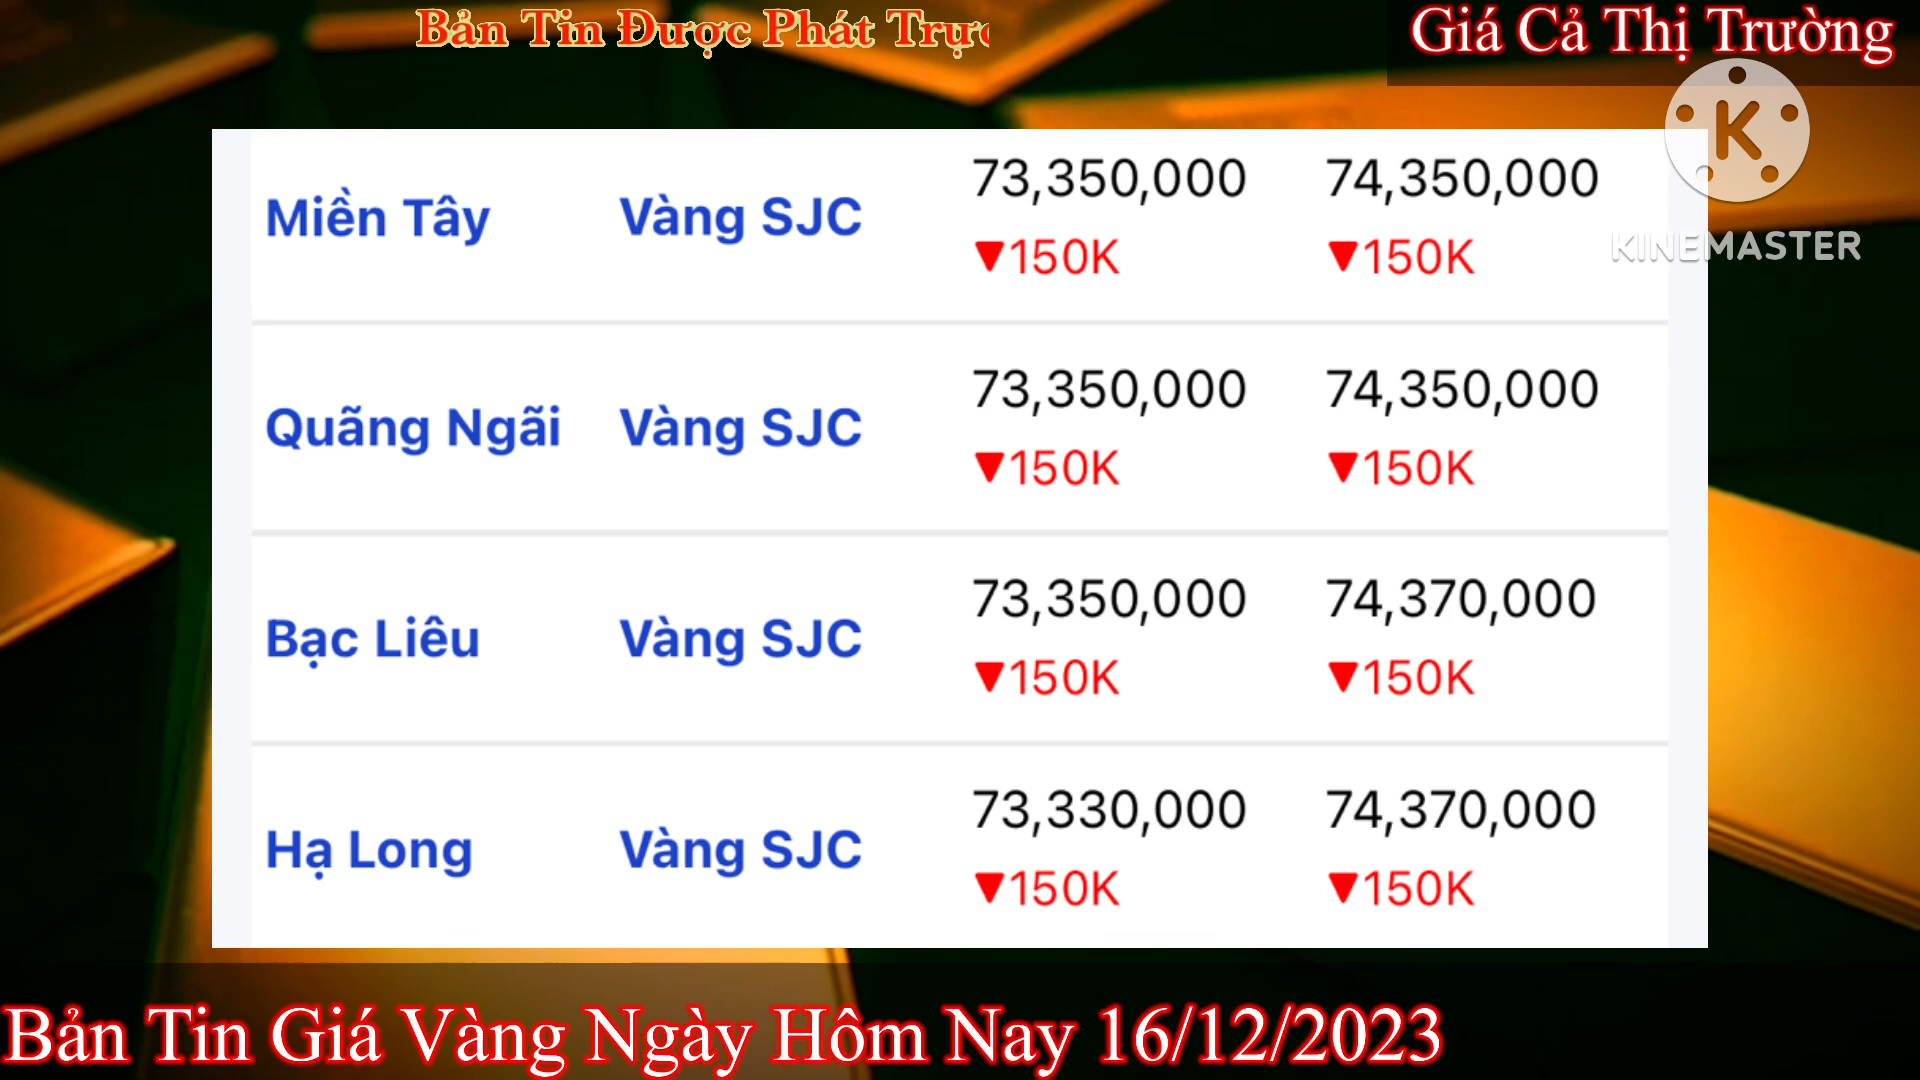 Bản Tin Được Phát
Giá Cả Thị Trường
K
KINEMASTER
Miền Tây Vàng SJC 73,350,000 74,350,000
▼150K ▼150K
Quãng Ngãi Vàng SJC 73,350,000 74,350,000
▼150K ▼150K
Bạc Liêu Vàng SJC 73,350,000 74,370,000
▼150K ▼150K
Hạ Long Vàng SJC 73,330,000 74,370,000
▼150K ▼150K
Bản Tin Giá Vàng Ngày Hôm Nay 16/12/2023